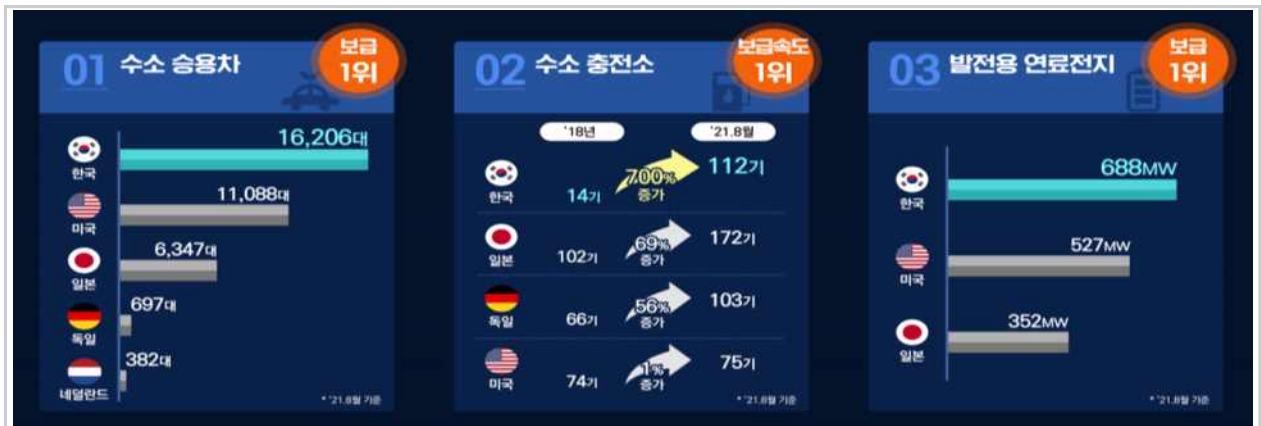 01 수소 승용차
보급
1위
16,206대
한국
11,088대
미국
6,347대
일본
697대
독일
382대
네덜란드
* '21.8월 기준
02 수소 충전소
보급속도
1위
'18년
'21.8월
한국
14기
700%
증가
112기
일본
102기
69%
증가
172기
독일
66기
56%
증가
103기
미국
74기
1%
증가
75기
* '21.8월 기준
03 발전용 연료전지
보급
1위
688MW
한국
527MW
미국
352MW
일본
* '21.8월 기준